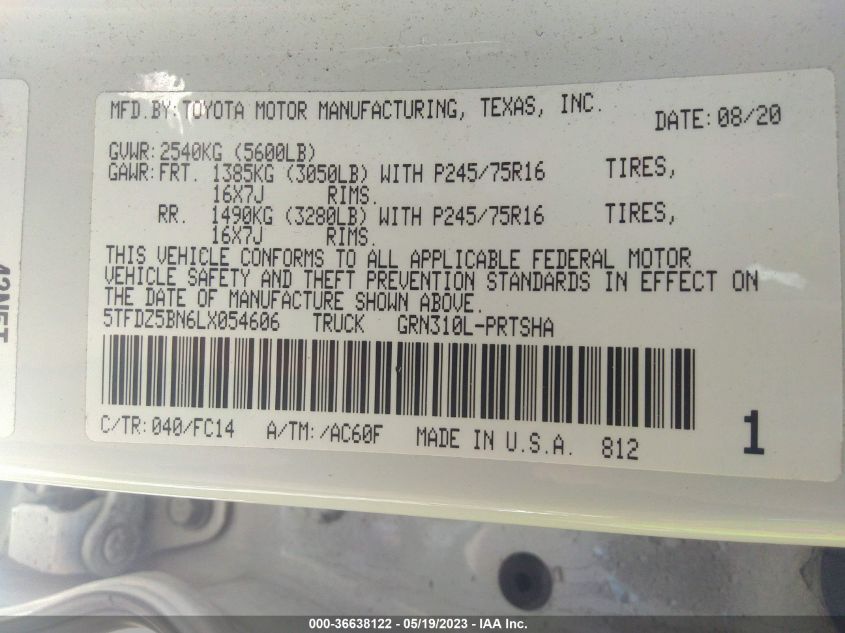 MFD.BY:TOYOTA MOTOR MANUFACTURING, TEXAS, INC. DATE:08/20
GVWR:2540KG (5600LB)
GAWR:FRT. 1385KG (3050LB) WITH P245/75R16 TIRES,
16X7J RIMS.
RR. 1490KG (3280LB) WITH P245/75R16 TIRES,
16X7J RIMS.
THIS VEHICLE CONFORMS TO ALL APPLICABLE FEDERAL MOTOR
VEHICLE SAFETY AND THEFT PREVENTION STANDARDS IN EFFECT ON
THE DATE OF MANUFACTURE SHOWN ABOVE.
5TFDZ5BN6LX054606 TRUCK GRN310L-PRTSHA
C/TR:040/FC14 A/TM:/AC60F MADE IN U.S.A. 812 1
000-36638122 - 05/19/2023 - IAA Inc.